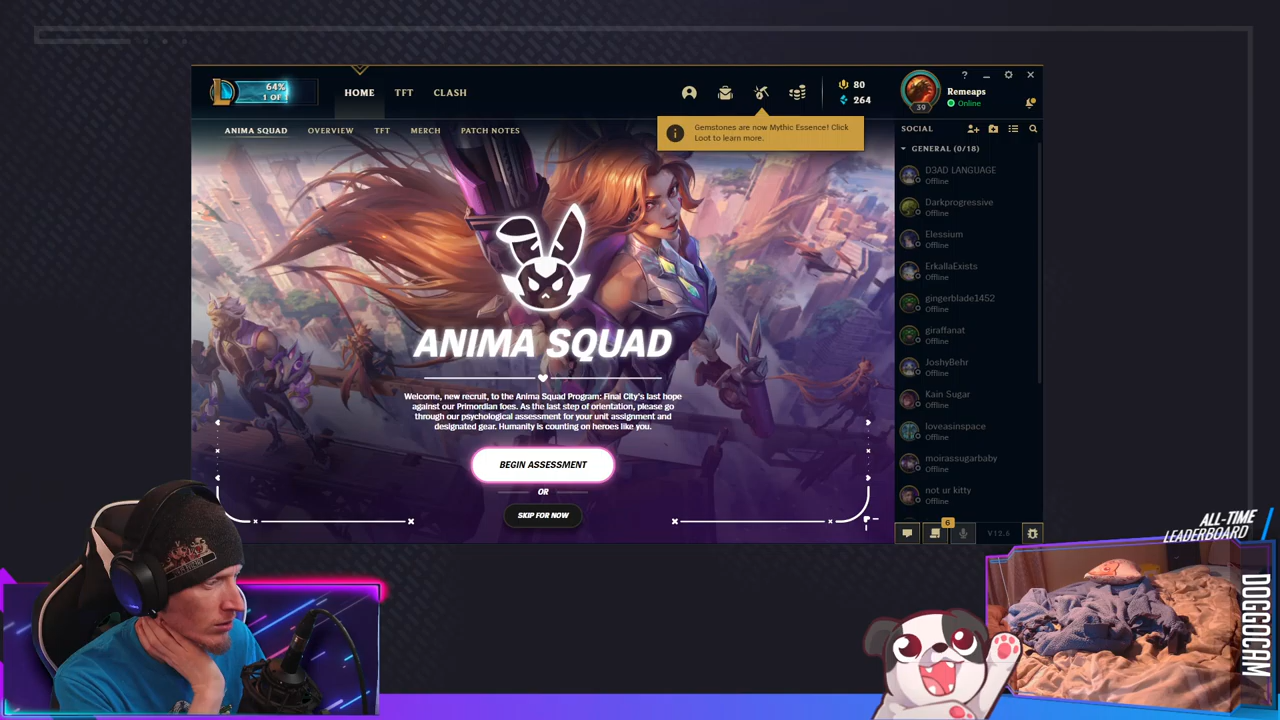 64%
1 OF
HOME
TFT
CLASH
80
264
39
?
Remeaps
Online
ANIMA SQUAD
OVERVIEW
TFT
MERCH
PATCH NOTES
Gemstones are now Mythic Essence! Click
Loot to learn more.
SOCIAL
GENERAL (0/18)
D3AD LANGUAGE
Offline
Darkprogressive
Offline
Elessium
Offline
ErkallaExists
Offline
gingerblade1452
Offline
giraffanat
Offline
JoshyBehr
Offline
Kain Sugar
Offline
loveasinspace
Offline
moirassugarbaby
Offline
not ur kitty
Offline
ANIMA SQUAD
Welcome, new recruit, to the Anima Squad Program: Final City's last hope
against our Primordian foes. As the last step of orientation, please go
through our psychological assessment for your unit assignment and
designated gear. Humanity is counting on heroes like you.
BEGIN ASSESSMENT
OR
SKIP FOR NOW
6
V12.6
ALL-TIME
LEADERBOARD
DOGGOCAM